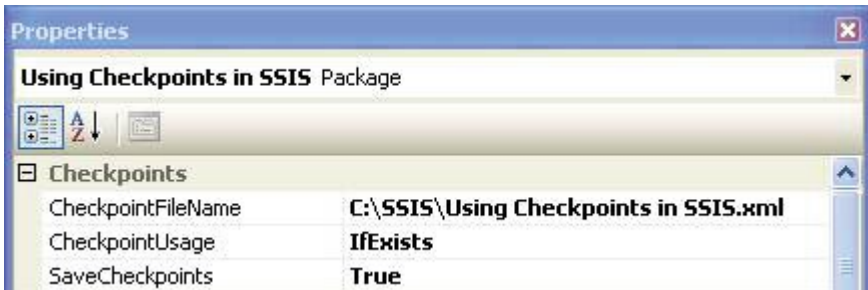 Properties
Using Checkpoints in SSIS Package
Checkpoints
CheckpointFileName C:\SSIS\Using Checkpoints in SSIS.xml
CheckpointUsage IfExists
SaveCheckpoints True